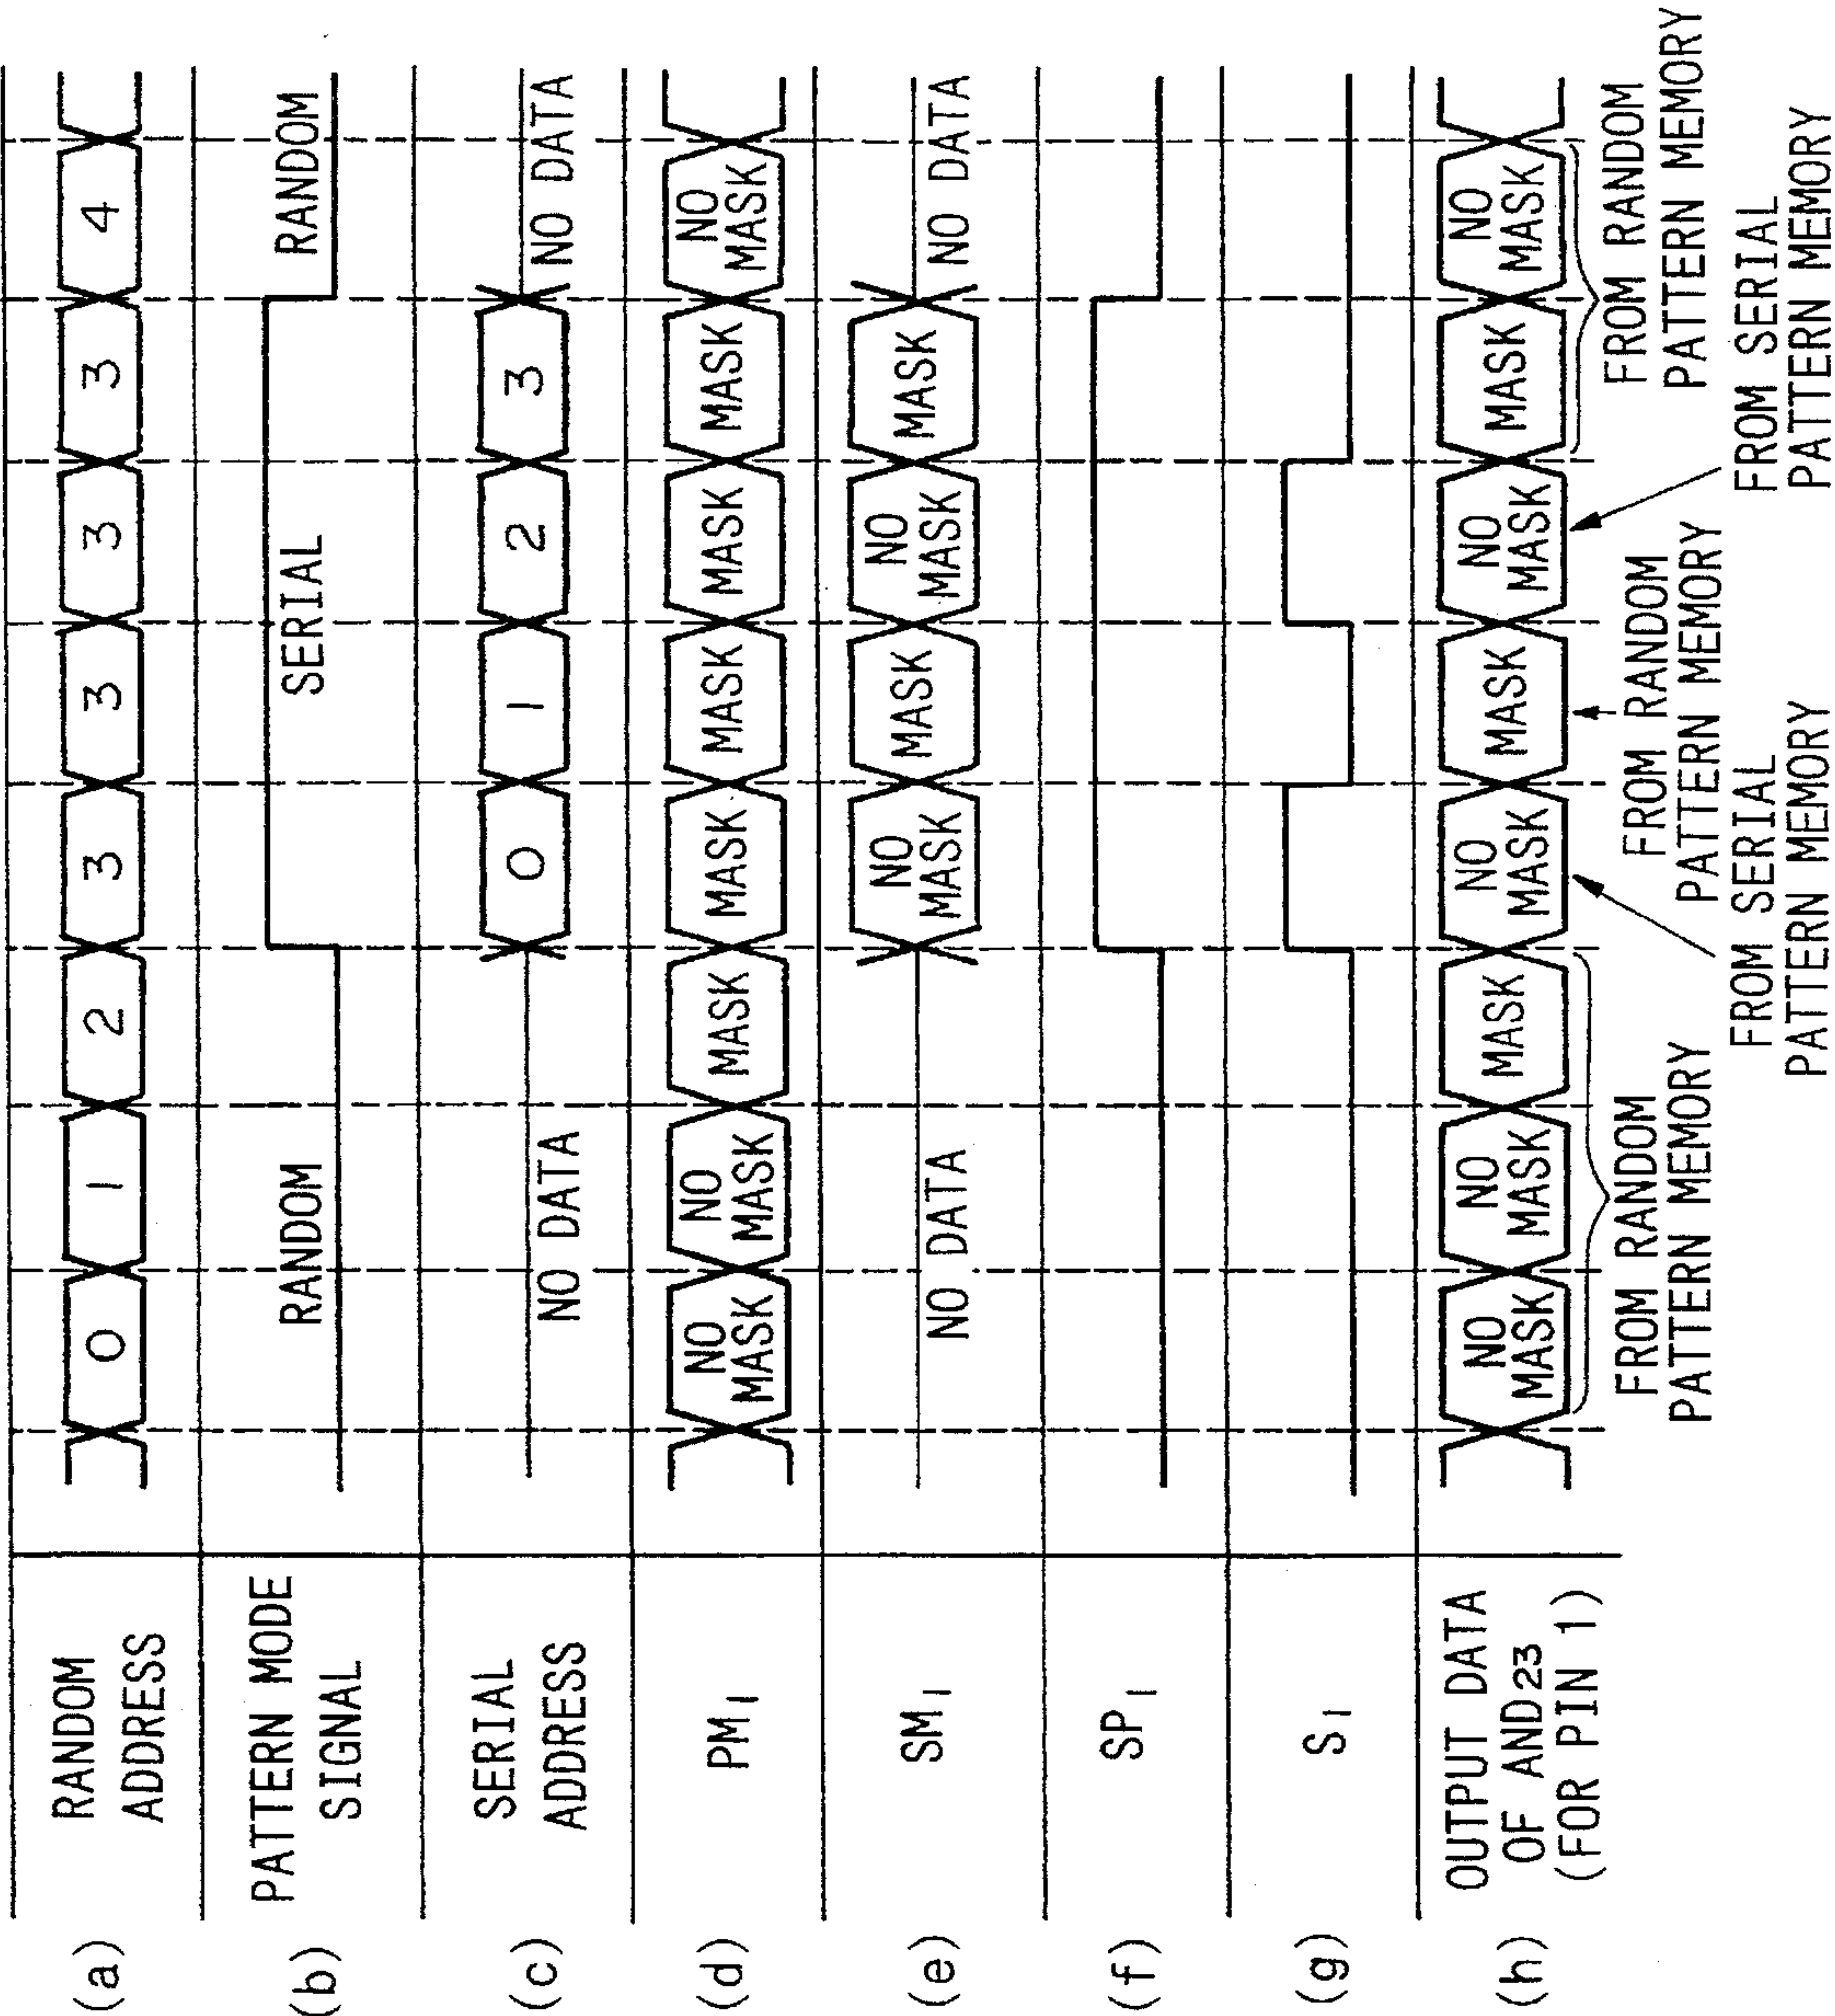 (a) RANDOM
ADDRESS
0 1 2 3 3 3 3 4
(b) PATTERN MODE
SIGNAL
RANDOM SERIAL RANDOM
(c) SERIAL
ADDRESS
NO DATA 0 1 2 3 NO DATA
(d) PM1
NO MASK NO MASK MASK MASK MASK MASK MASK NO MASK
(e) SM1
NO DATA NO MASK MASK NO MASK MASK NO DATA
(f) SP1
(g) S1
(h) OUTPUT DATA
OF AND23
(FOR PIN 1)
NO MASK NO MASK MASK NO MASK MASK NO MASK MASK NO MASK
FROM RANDOM
PATTERN MEMORY
FROM SERIAL
PATTERN MEMORY
FROM RANDOM
PATTERN MEMORY
FROM SERIAL
PATTERN MEMORY
FROM RANDOM
PATTERN MEMORY